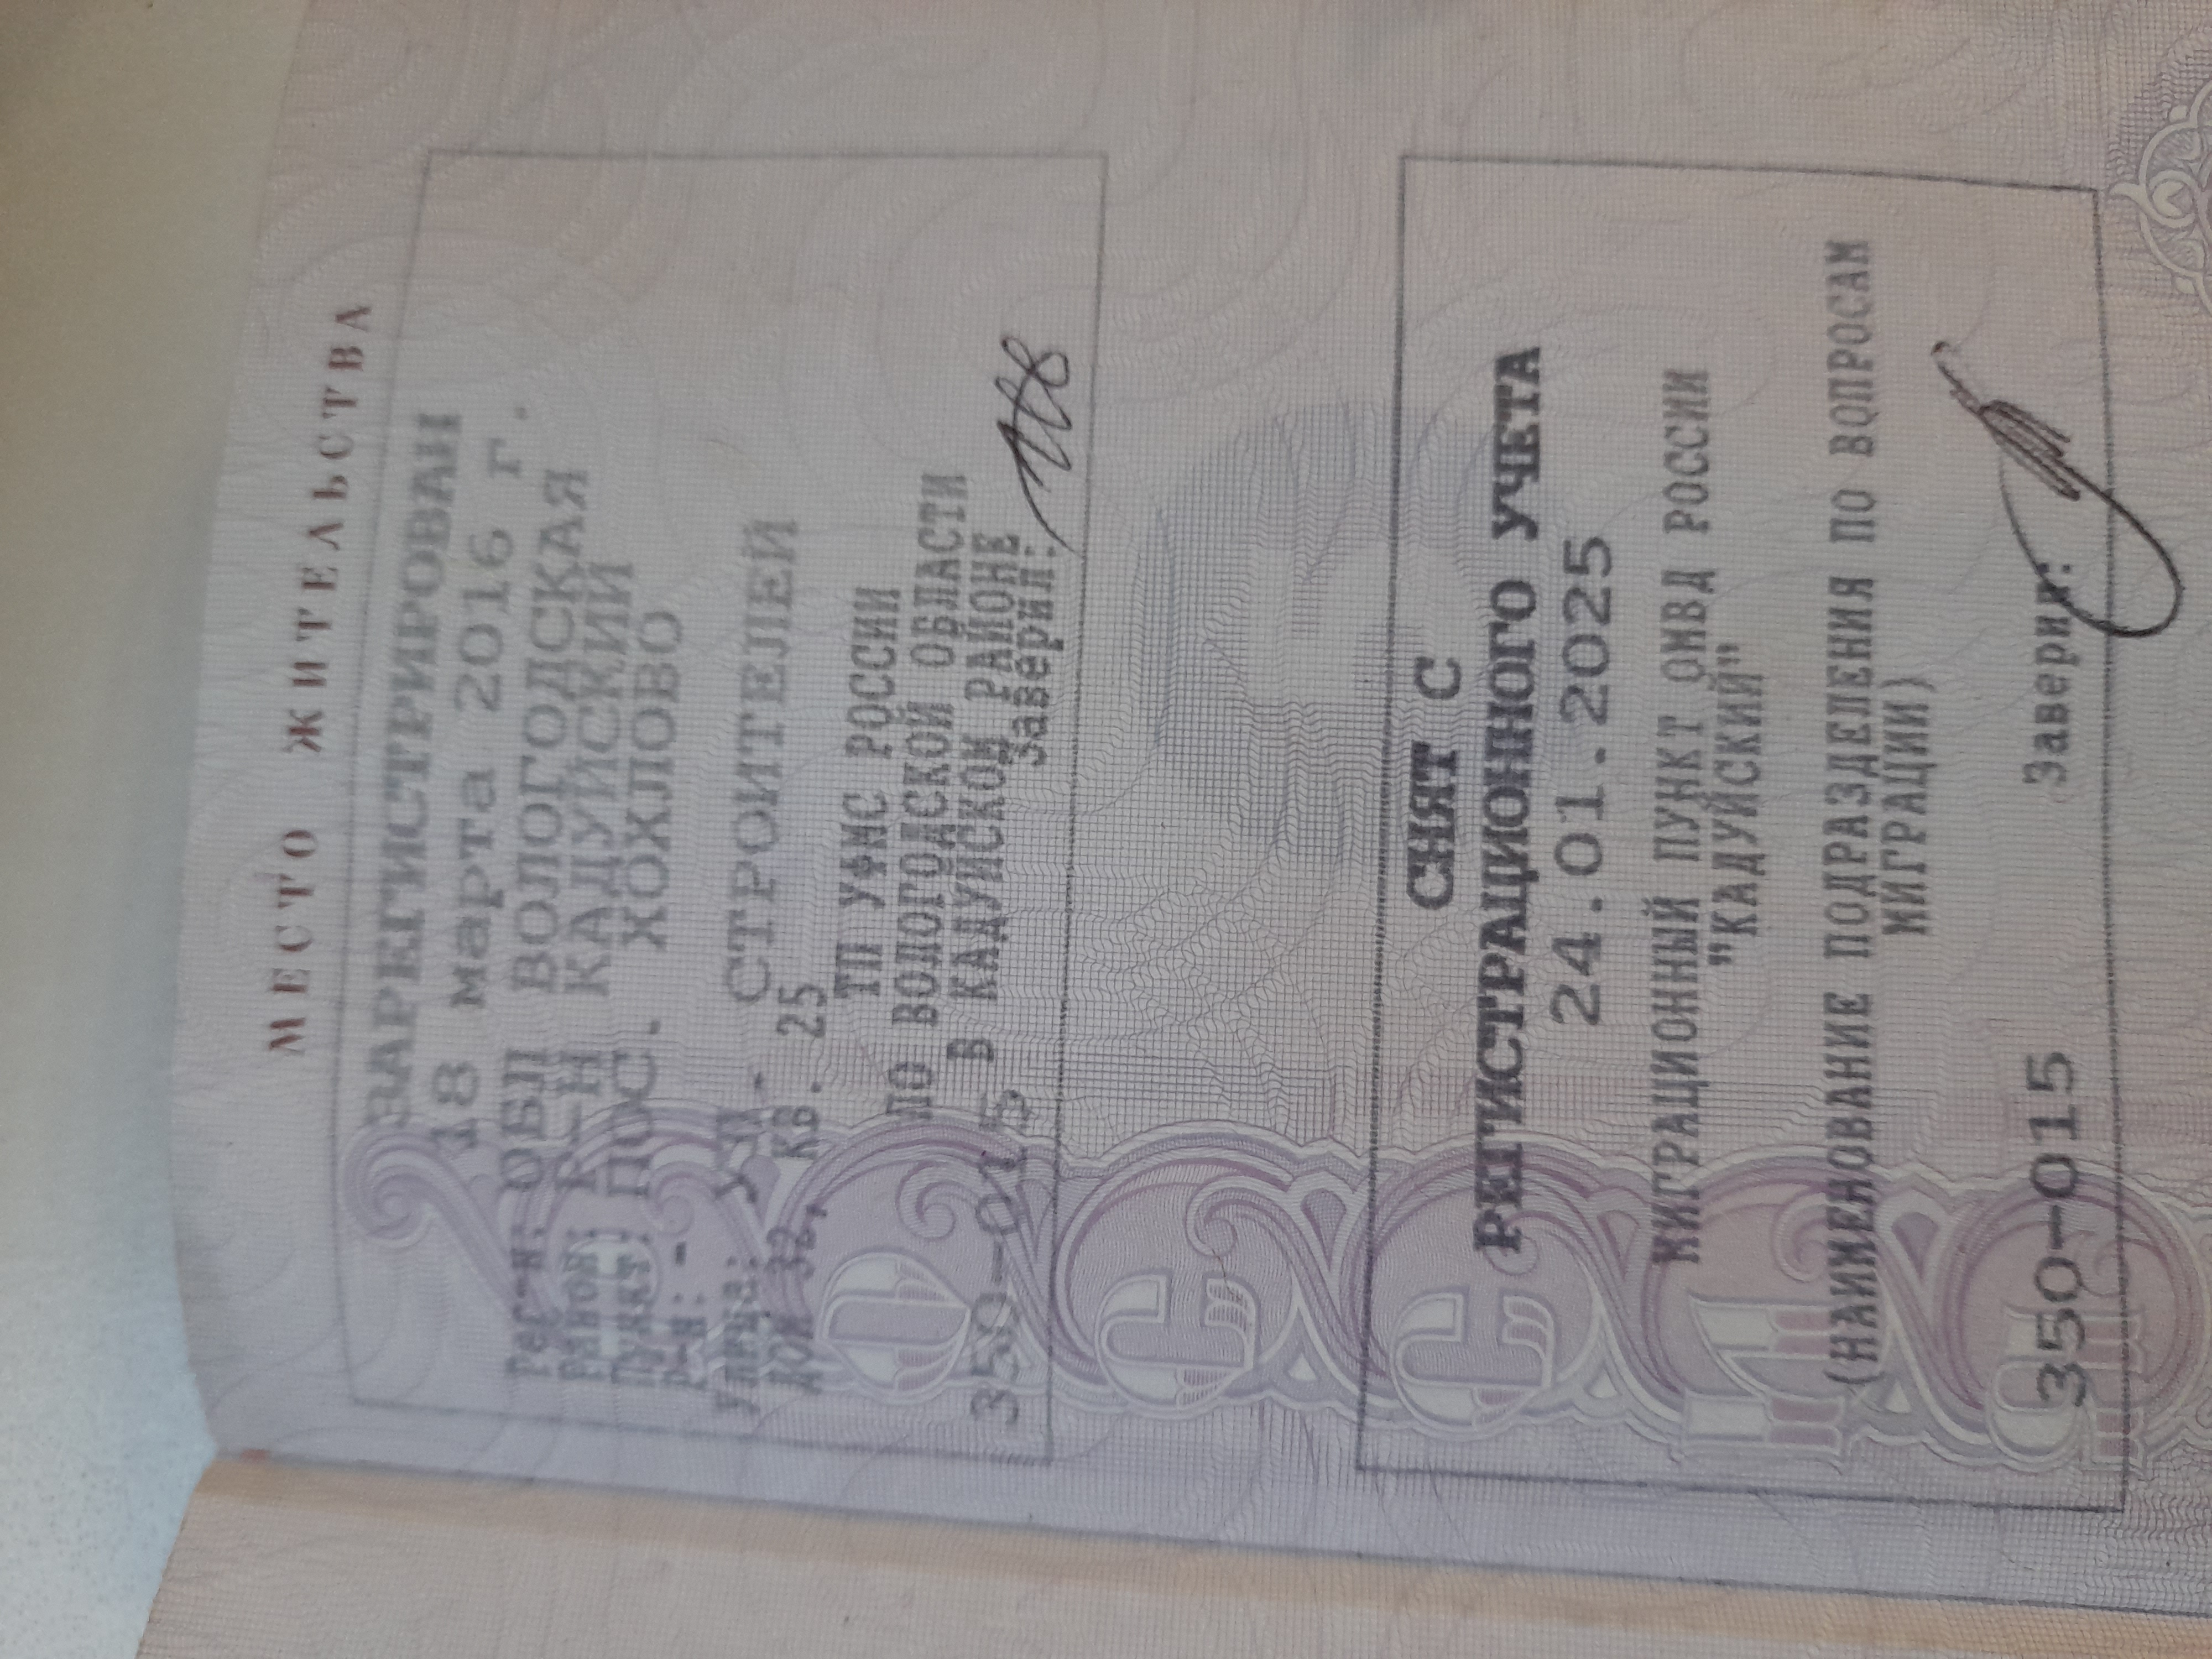 МЕСТО ЖИТЕЛЬСТВА
ЗАРЕГИСТРИРОВАН
18 марта 2016 г.
Рег-н: ОБЛ ВОЛОГОДСКАЯ
Район: Р-Н КАДУЙСКИЙ
Пункт: ПОС. ХОХЛОВО
Р-н: -
Улица: УЛ. СТРОИТЕЛЕЙ
дом 32, кв. 25
ТП УФМС РОССИИ
ПО ВОЛОГОДСКОЙ ОБЛАСТИ
В КАДУЙСКОМ РАЙОНЕ
350-015 Заверил:
СНЯТ С
РЕГИСТРАЦИОННОГО УЧЕТА
24.01.2025
МИГРАЦИОННЫЙ ПУНКТ ОМВД РОССИИ
"КАДУЙСКИЙ"
(НАИМЕНОВАНИЕ ПОДРАЗДЕЛЕНИЯ ПО ВОПРОСАМ
МИГРАЦИИ)
350-015 Заверил: